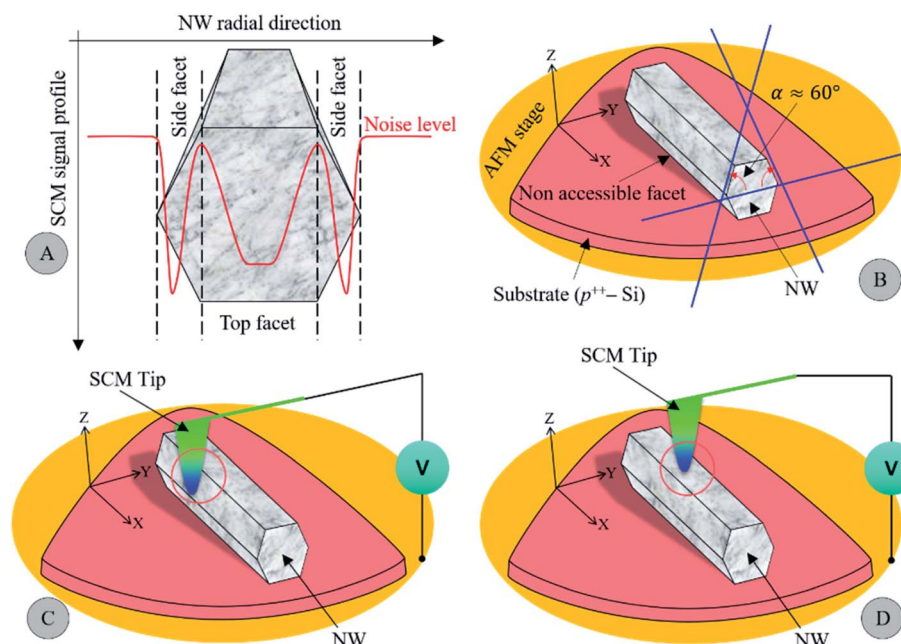 NW radial direction
SCM signal profile
Side facet
Side facet
Noise level
Top facet
A
Z
Y
X
AFM stage
α ≈ 60°
Non accessible facet
Substrate (p⁺⁺– Si)
NW
B
SCM Tip
Z
Y
X
V
NW
C
SCM Tip
Z
Y
X
V
NW
D